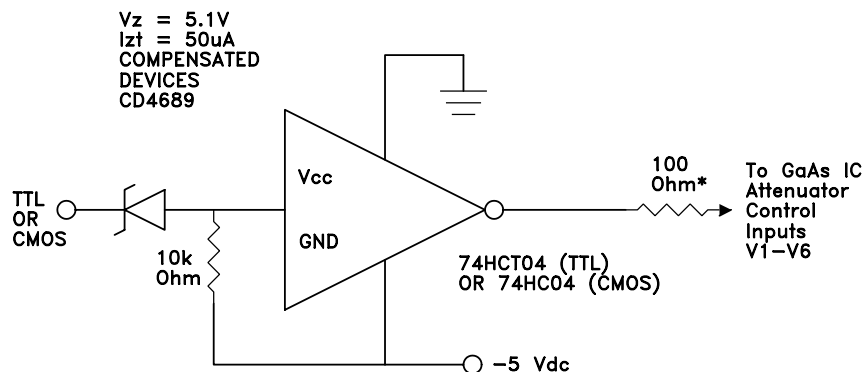 Vz = 5.1V
Izt = 50uA
COMPENSATED
DEVICES
CD4689
TTL
OR
CMOS
10k
Ohm
Vcc
GND
74HCT04 (TTL)
OR 74HC04 (CMOS)
-5 Vdc
100
Ohm*
To GaAs IC
Attenuator
Control
Inputs
V1-V6